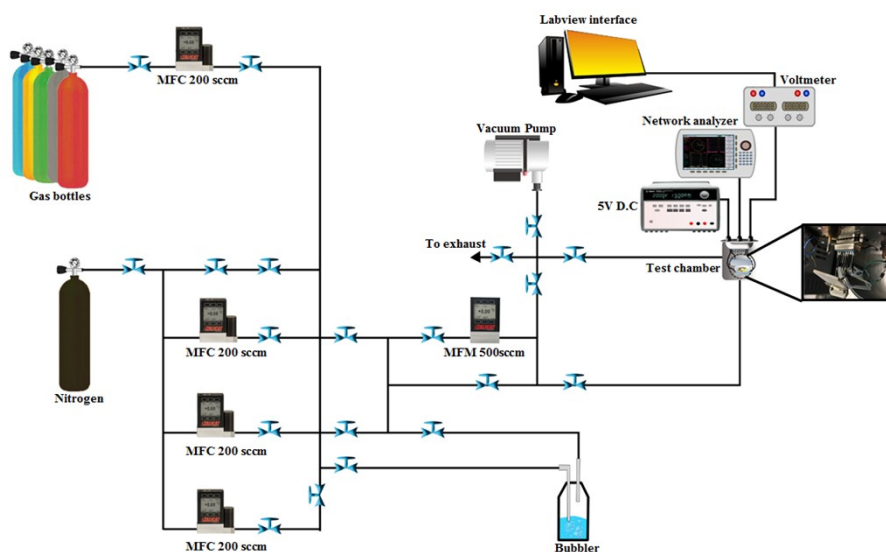 Labview interface
MFC 200 sccm
Voltmeter
Network analyzer
Vacuum Pump
Gas bottles
5V D.C
To exhaust
Test chamber
MFC 200 sccm
MFM 500sccm
Nitrogen
MFC 200 sccm
MFC 200 sccm
Bubbler